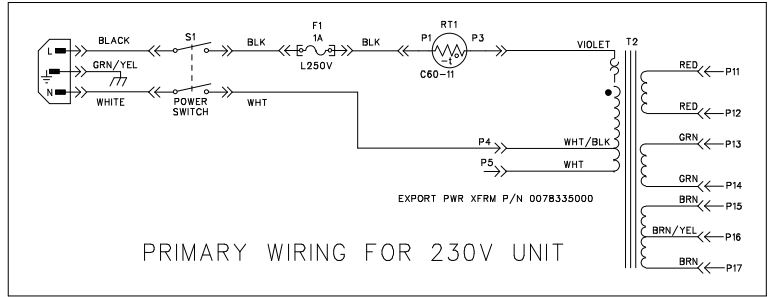 L
BLACK
S1
BLK
F1
1A
L250V
BLK
P1
RT1
P3
-t
C60-11
VIOLET
T2
GRN/YEL
N
WHITE
POWER
SWITCH
WHT
P4
WHT/BLK
P5
WHT
RED
P11
RED
P12
GRN
P13
GRN
P14
BRN
P15
BRN/YEL
P16
BRN
P17
EXPORT PWR XFRM P/N 0078335000
PRIMARY WIRING FOR 230V UNIT